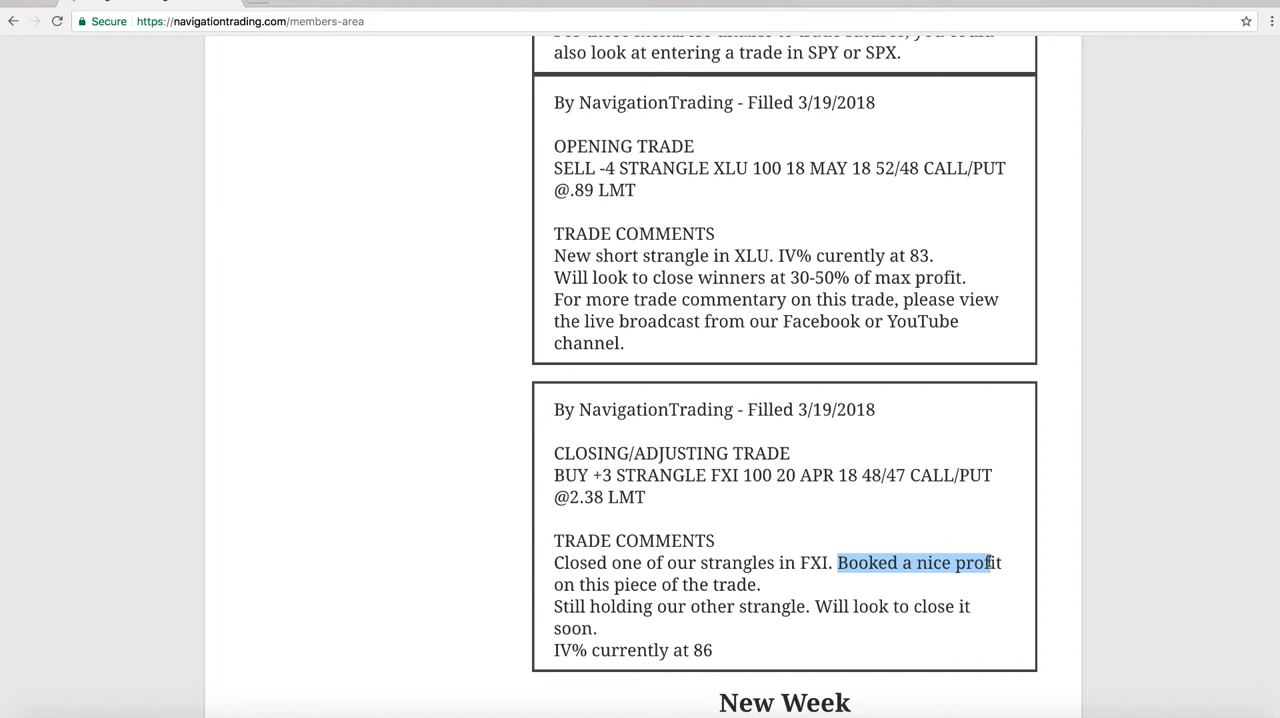 Secure https://navigationtrading.com/members-area
also look at entering a trade in SPY or SPX.
By NavigationTrading - Filled 3/19/2018
OPENING TRADE
SELL -4 STRANGLE XLU 100 18 MAY 18 52/48 CALL/PUT
@.89 LMT
TRADE COMMENTS
New short strangle in XLU. IV% curently at 83.
Will look to close winners at 30-50% of max profit.
For more trade commentary on this trade, please view
the live broadcast from our Facebook or YouTube
channel.
By NavigationTrading - Filled 3/19/2018
CLOSING/ADJUSTING TRADE
BUY +3 STRANGLE FXI 100 20 APR 18 48/47 CALL/PUT
@2.38 LMT
TRADE COMMENTS
Closed one of our strangles in FXI. Booked a nice profit
on this piece of the trade.
Still holding our other strangle. Will look to close it
soon.
IV% currently at 86
New Week